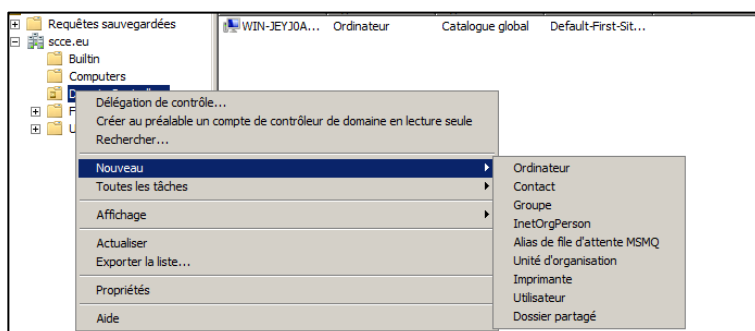 Requêtes sauvegardées
WIN-JEYJ0A... Ordinateur Catalogue global Default-First-Sit...
scce.eu
Builtin
Computers
Délégation de contrôle...
Créer au préalable un compte de contrôleur de domaine en lecture seule
Rechercher...
Nouveau
Toutes les tâches
Affichage
Actualiser
Exporter la liste...
Propriétés
Aide
Ordinateur
Contact
Groupe
InetOrgPerson
Alias de file d'attente MSMQ
Unité d'organisation
Imprimante
Utilisateur
Dossier partagé